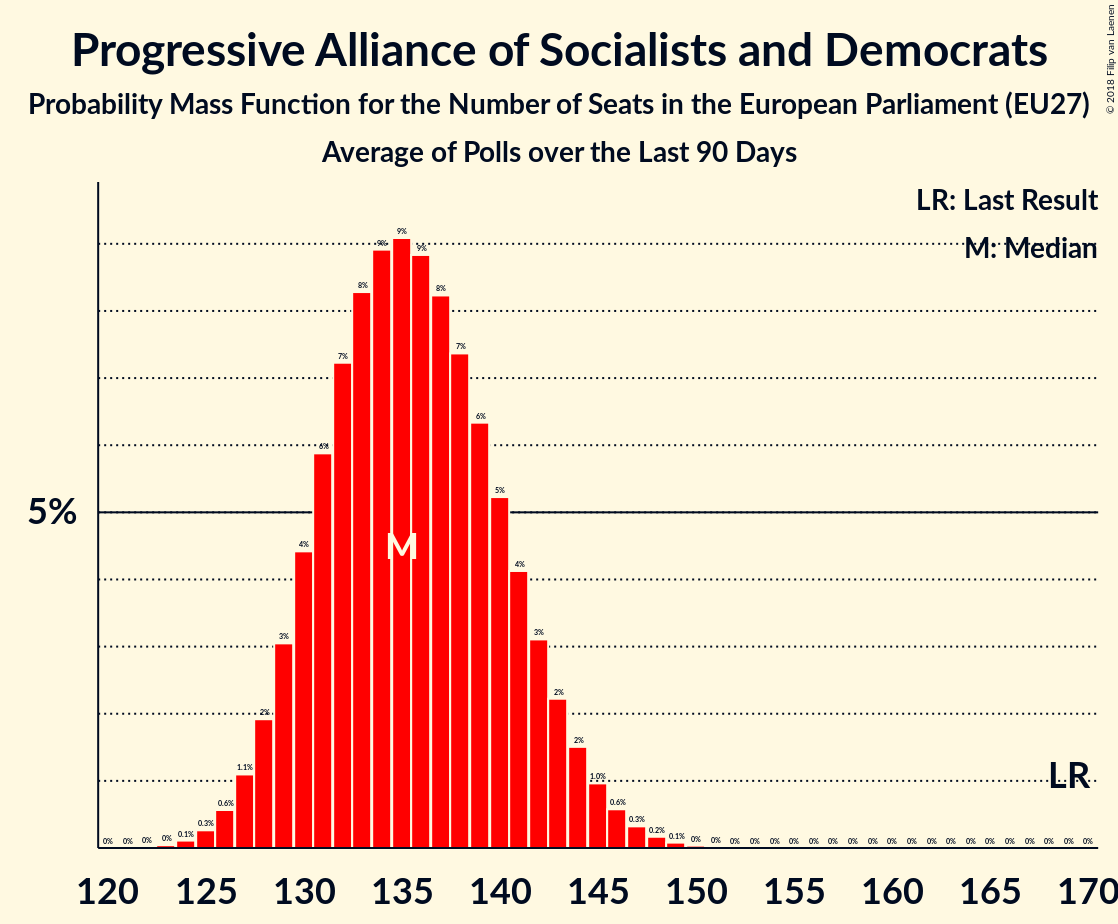 Progressive Alliance of Socialists and Democrats
Probability Mass Function for the Number of Seats in the European Parliament (EU27)
Average of Polls over the Last 90 Days
© 2018 Filip van Laenen
LR: Last Result
M: Median
5%
0% 0% 0% 0% 0.1% 0.3% 0.6% 1.1% 2% 3% 4% 6% 7% 8% 9% 9% 9% 8% 7% 6% 5% 4% 3% 2% 2% 1.0% 0.6% 0.3% 0.2% 0.1% 0% 0% 0% 0% 0% 0% 0% 0% 0% 0% 0% 0% 0% 0% 0% 0% 0% 0% 0% 0% 0%
M
LR
120 125 130 135 140 145 150 155 160 165 170